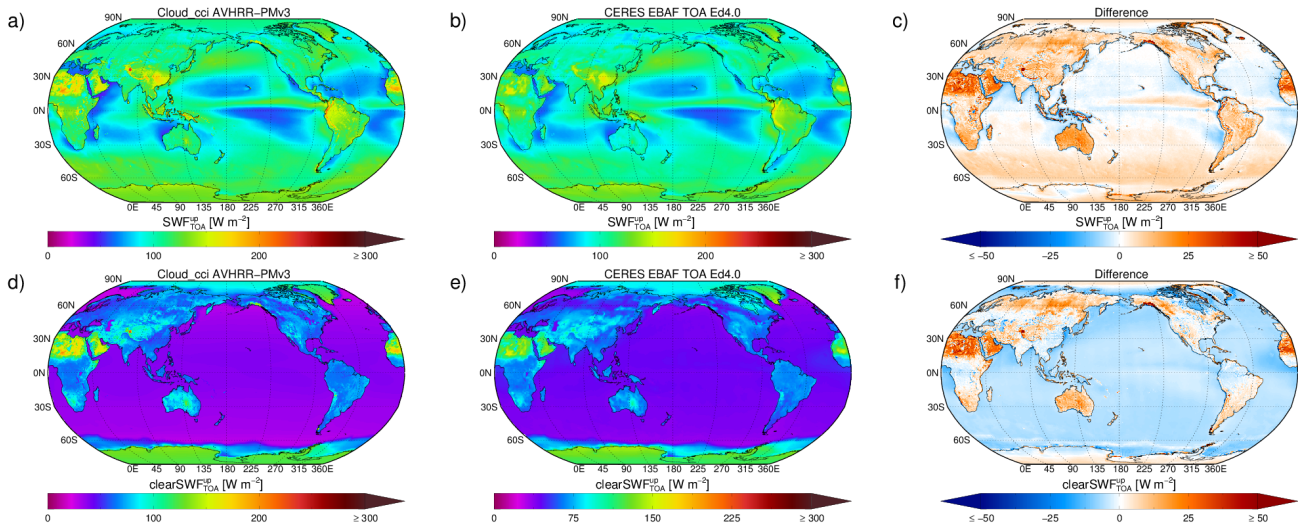 a)
Cloud_cci AVHRR−PMv3
90N
60N
30N
0N
30S
60S
0E 45 90 135 180 225 270 315 360E
SWF up TOA [W m−2]
0 100 200 ≥ 300
b)
CERES EBAF TOA Ed4.0
90N
60N
30N
0N
30S
60S
0E 45 90 135 180 225 270 315 360E
SWF up TOA [W m−2]
0 100 200 ≥ 300
c)
Difference
90N
60N
30N
0N
30S
60S
0E 45 90 135 180 225 270 315 360E
SWF up TOA [W m−2]
≤ −50 −25 0 25 ≥ 50
d)
Cloud_cci AVHRR−PMv3
90N
60N
30N
0N
30S
60S
0E 45 90 135 180 225 270 315 360E
clearSWF up TOA [W m−2]
0 100 200 ≥ 300
e)
CERES EBAF TOA Ed4.0
90N
60N
30N
0N
30S
60S
0E 45 90 135 180 225 270 315 360E
clearSWF up TOA [W m−2]
0 75 150 225 ≥ 300
f)
Difference
90N
60N
30N
0N
30S
60S
0E 45 90 135 180 225 270 315 360E
clearSWF up TOA [W m−2]
≤ −50 −25 0 25 ≥ 50